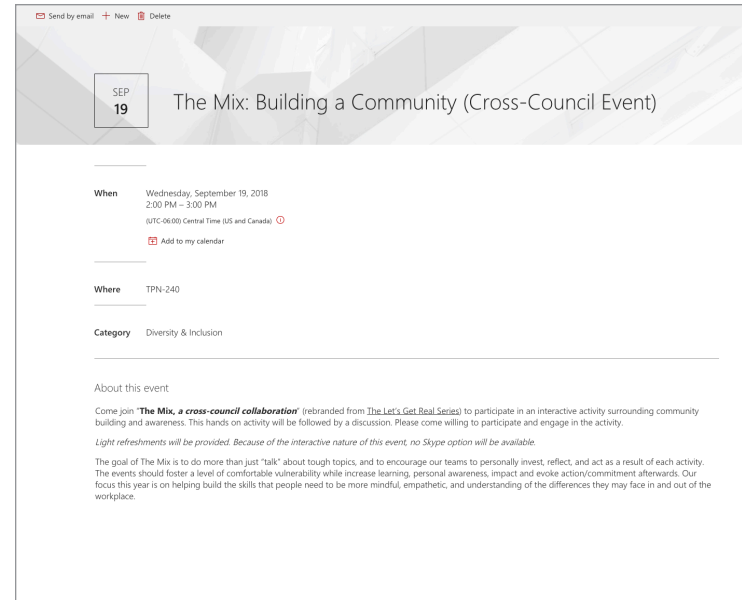 Send by email + New Delete
SEP
19
The Mix: Building a Community (Cross-Council Event)
When
Wednesday, September 19, 2018
2:00 PM – 3:00 PM
(UTC-06:00) Central Time (US and Canada)
Add to my calendar
Where
TPN-240
Category
Diversity & Inclusion
About this event
Come join "The Mix, a cross-council collaboration" (rebranded from The Let's Get Real Series) to participate in an interactive activity surrounding community
building and awareness. This hands on activity will be followed by a discussion. Please come willing to participate and engage in the activity.
Light refreshments will be provided. Because of the interactive nature of this event, no Skype option will be available.
The goal of The Mix is to do more than just "talk" about tough topics, and to encourage our teams to personally invest, reflect, and act as a result of each activity.
The events should foster a level of comfortable vulnerability while increase learning, personal awareness, impact and evoke action/commitment afterwards. Our
focus this year is on helping build the skills that people need to be more mindful, empathetic, and understanding of the differences they may face in and out of the
workplace.